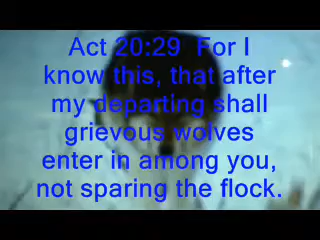 Act 20:29 For I
know this, that after
my departing shall
grievous wolves
enter in among you,
not sparing the flock.